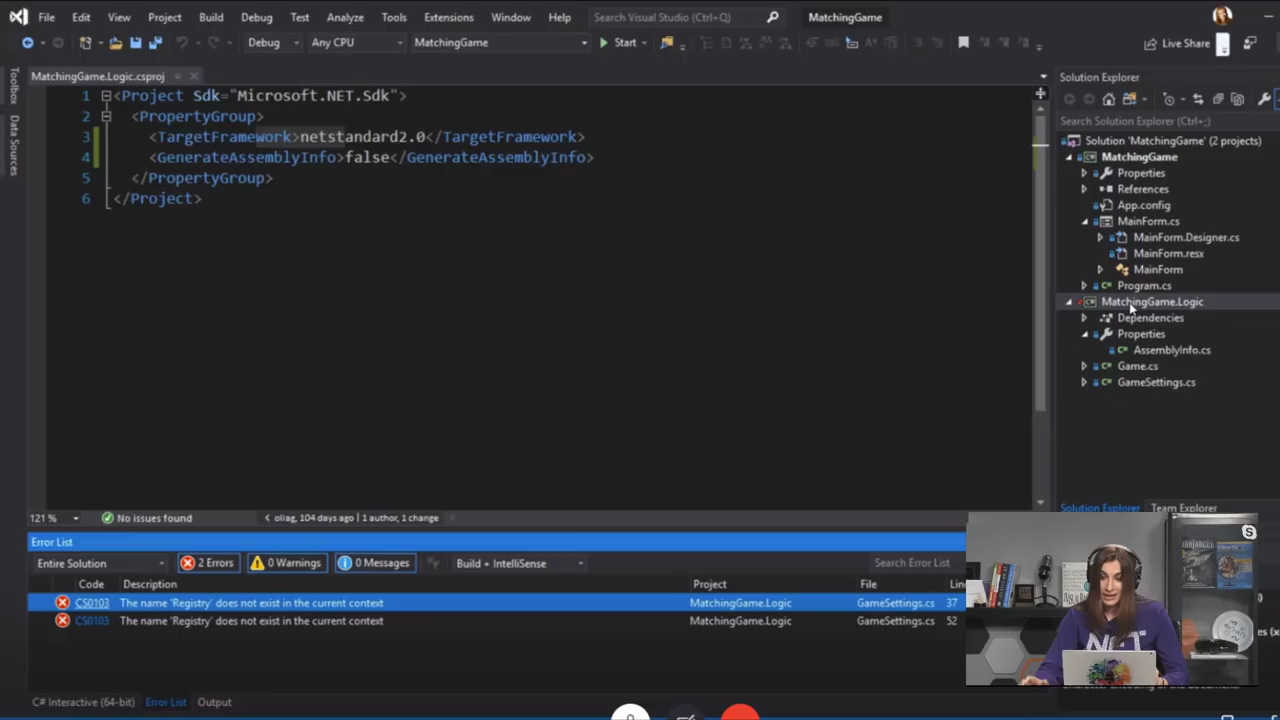 File Edit View Project Build Debug Test Analyze Tools Extensions Window Help Search Visual Studio (Ctrl+Q) MatchingGame
Debug Any CPU MatchingGame Start Live Share
MatchingGame.Logic.csproj
Toolbox
Data Sources
1 <Project Sdk="Microsoft.NET.Sdk">
2 <PropertyGroup>
3 <TargetFramework>netstandard2.0</TargetFramework>
4 <GenerateAssemblyInfo>false</GenerateAssemblyInfo>
5 </PropertyGroup>
6 </Project>
121 % No issues found oliag, 104 days ago | 1 author, 1 change
Solution Explorer
Search Solution Explorer (Ctrl+;)
Solution 'MatchingGame' (2 projects)
MatchingGame
Properties
References
App.config
MainForm.cs
MainForm.Designer.cs
MainForm.resx
MainForm
Program.cs
MatchingGame.Logic
Dependencies
Properties
AssemblyInfo.cs
Game.cs
GameSettings.cs
Solution Explorer Team Explorer
Error List
Entire Solution 2 Errors 0 Warnings 0 Messages Build + IntelliSense Search Error List
Code Description Project File
CS0103 The name 'Registry' does not exist in the current context MatchingGame.Logic GameSettings.cs 37
CS0103 The name 'Registry' does not exist in the current context MatchingGame.Logic GameSettings.cs 52
C# Interactive (64-bit) Error List Output
.NET